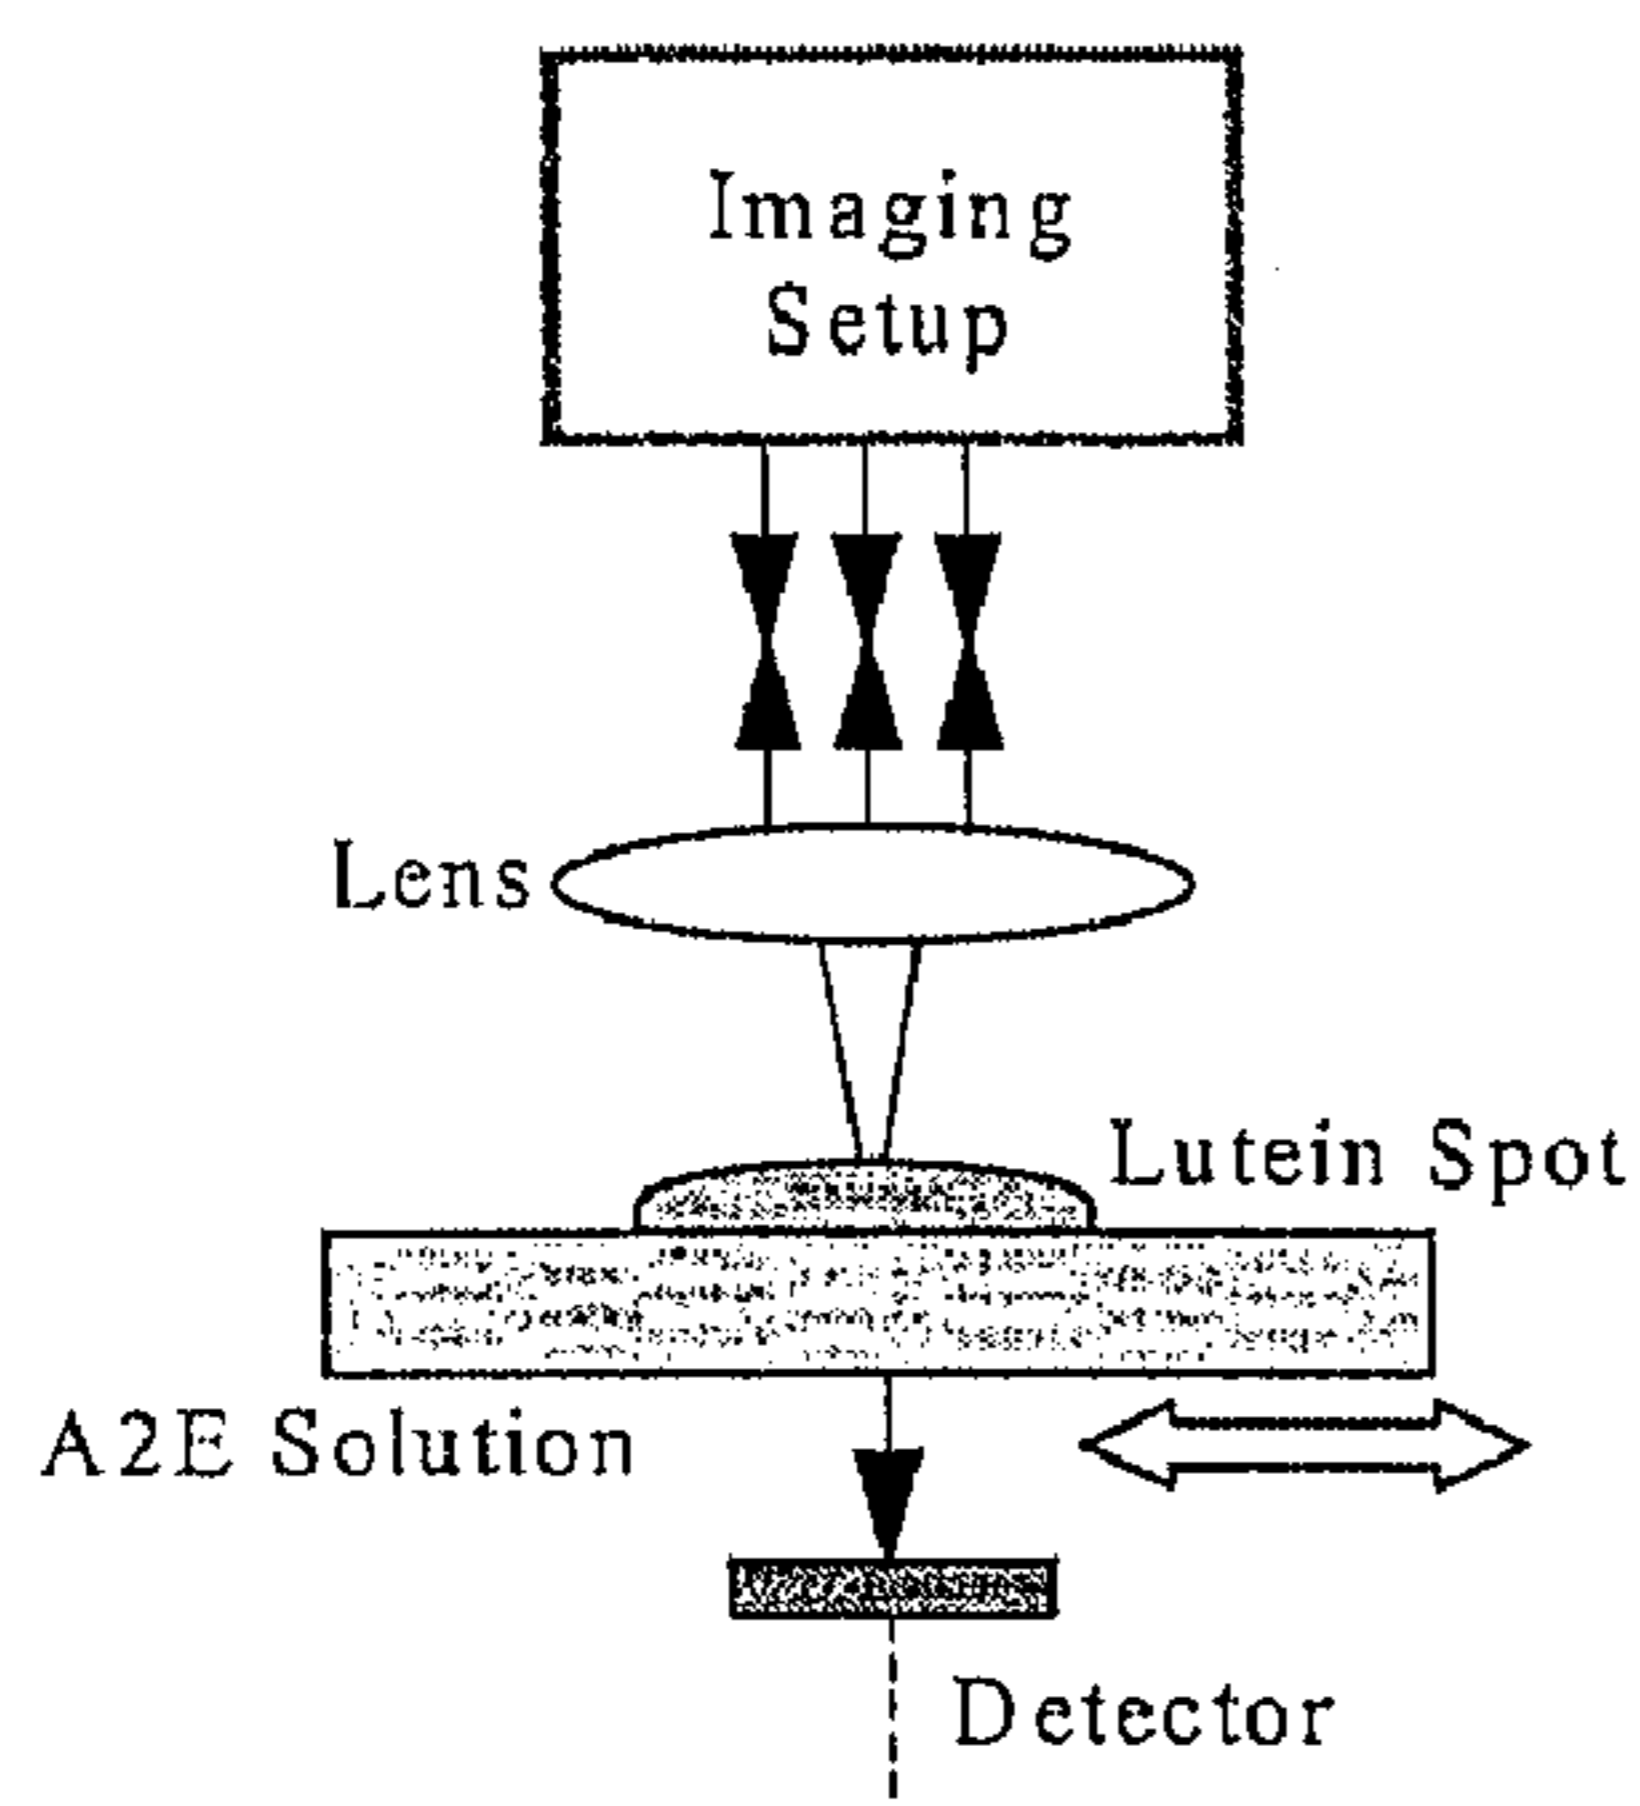 Imaging
Setup
Lens
Lutein Spot
A2E Solution
Detector